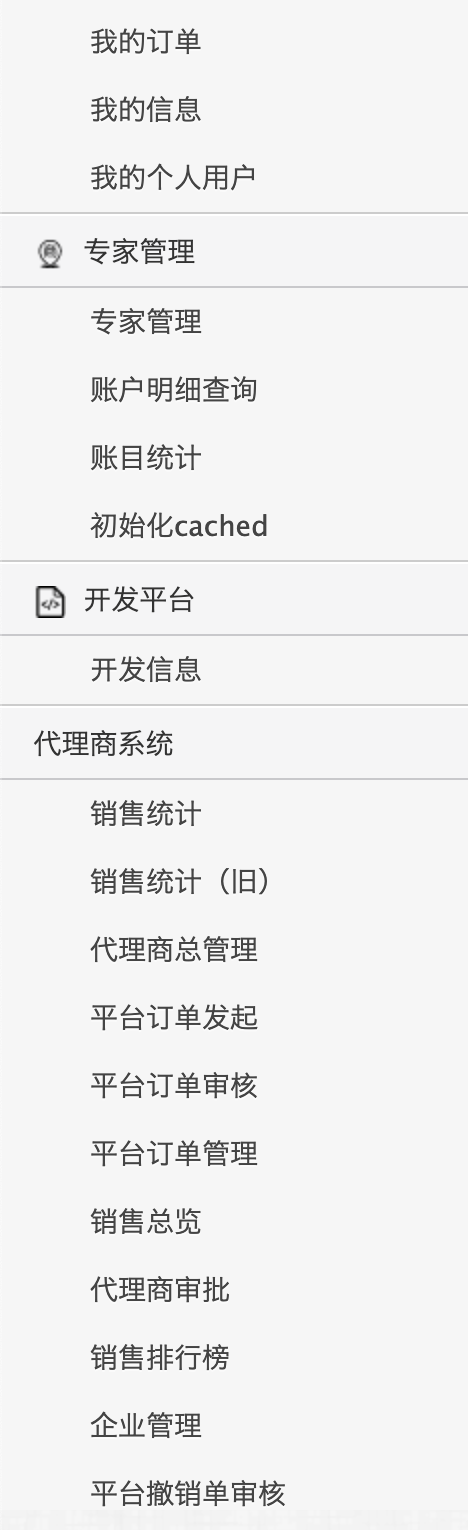 我的订单
我的信息
我的个人用户
专家管理
专家管理
账户明细查询
账目统计
初始化cached
开发平台
开发信息
代理商系统
销售统计
销售统计（旧）
代理商总管理
平台订单发起
平台订单审核
平台订单管理
销售总览
代理商审批
销售排行榜
企业管理
平台撤销单审核